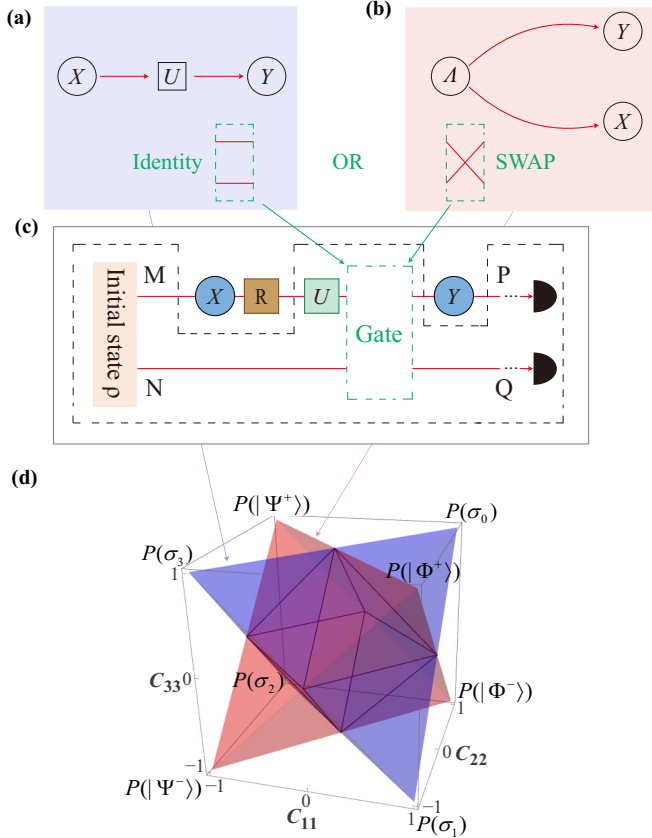 (a)
(b)
X
U
Y
Λ
Y
X
Identity
OR
SWAP
(c)
Initial state ρ
M
X
R
U
Gate
Y
P
N
Q
(d)
P(| Ψ⁺⟩)
P(σ₀)
P(σ₃)
1
P(| Φ⁺⟩)
C₃₃ 0
P(σ₂)
P(| Φ⁻⟩)
1
0 C₂₂
−1
P(| Ψ⁻⟩)
−1
0
C₁₁
1
−1
P(σ₁)